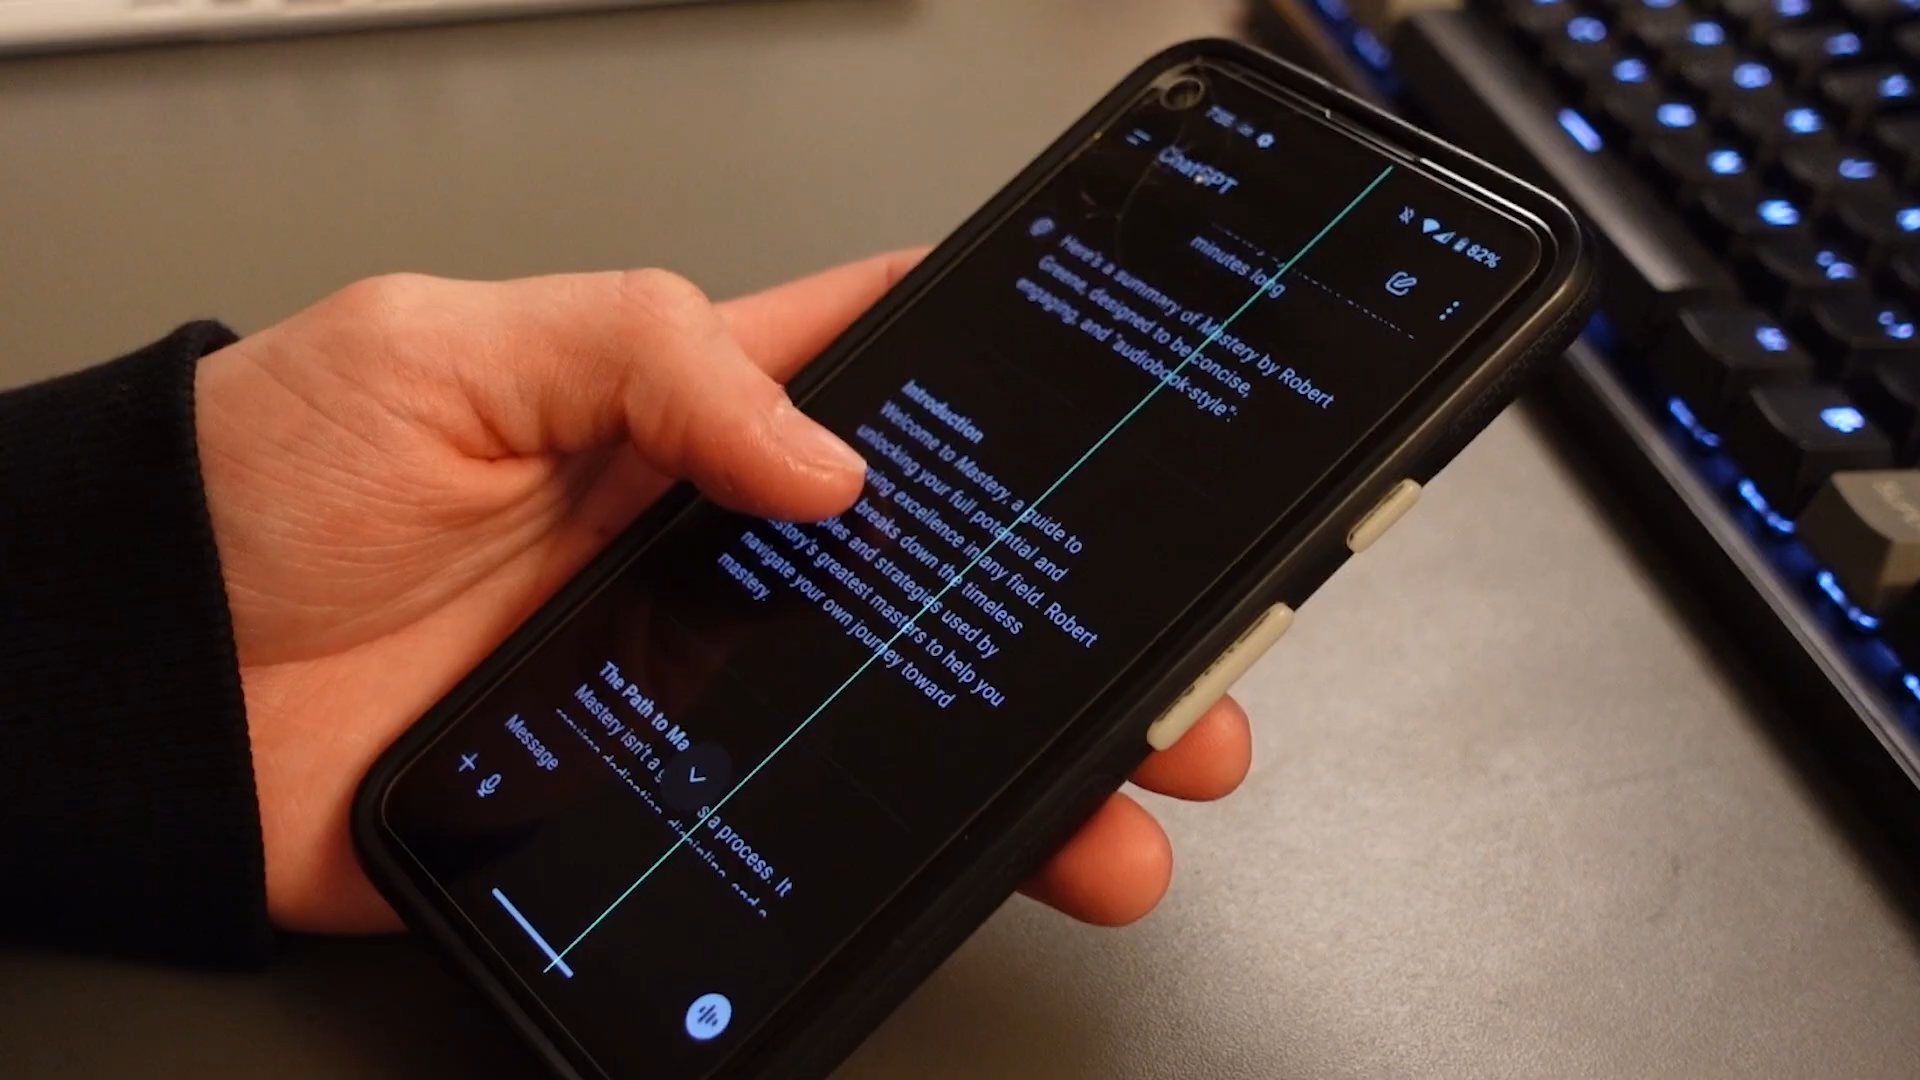 82%
ChatGPT
minutes long
Here's a summary of Mastery by Robert
Greene, designed to be concise,
engaging, and "audiobook-style":
Introduction
Welcome to Mastery, a guide to
unlocking your full potential and
excellence in any field. Robert
breaks down the timeless
and strategies used by
greatest masters to help you
navigate your own journey toward
mastery.
The Path to Ma
Mastery isn't a
s a process. It
Message